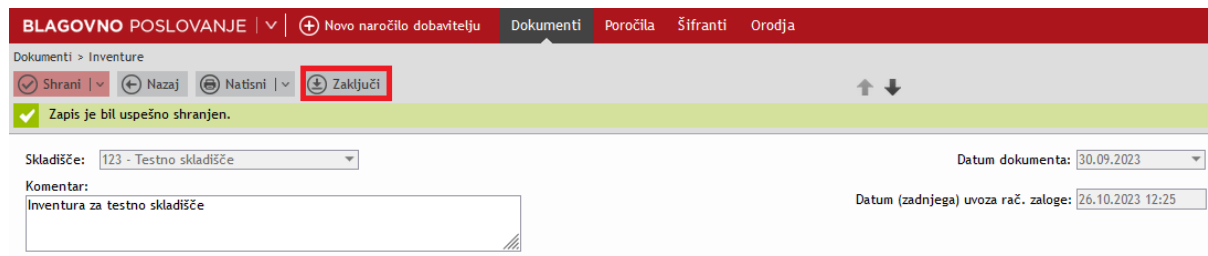 BLAGOVNO POSLOVANJE | Novo naročilo dobavitelju Dokumenti Poročila Šifranti Orodja
Dokumenti > Inventure
Shrani | Nazaj Natisni | Zaključi
Zapis je bil uspešno shranjen.
Skladišče: 123 - Testno skladišče Datum dokumenta: 30.09.2023
Komentar:
Inventura za testno skladišče Datum (zadnjega) uvoza rač. zaloge: 26.10.2023 12:25